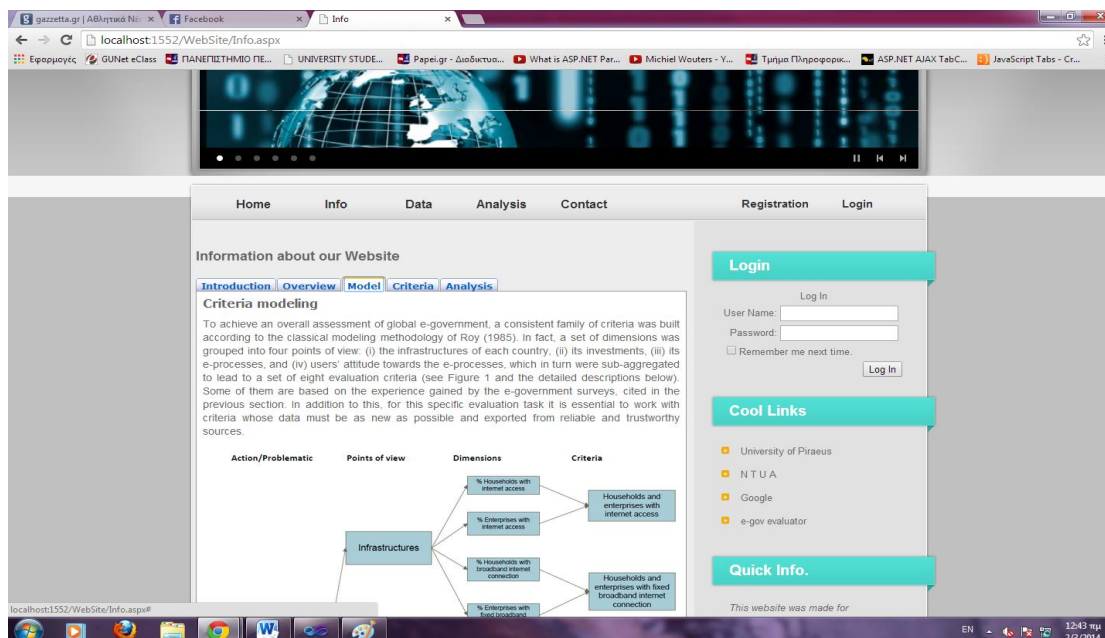 gazzetta.gr | Αθλητικά Νέ
Facebook
Info
localhost:1552/WebSite/Info.aspx
Εφαρμογές
GUNet eClass
ΠΑΝΕΠΙΣΤΗΜΙΟ ΠΕ...
UNIVERSITY STUDE...
Papei.gr - Διαδικτυα...
What is ASP.NET Par...
Michiel Wouters - Y...
Τμήμα Πληροφορικ...
ASP.NET AJAX TabC...
JavaScript Tabs - Cr...
Home Info Data Analysis Contact Registration Login
Information about our Website
Introduction Overview Model Criteria Analysis
Criteria modeling
To achieve an overall assessment of global e-government, a consistent family of criteria was built
according to the classical modeling methodology of Roy (1985). In fact, a set of dimensions was
grouped into four points of view: (i) the infrastructures of each country, (ii) its investments, (iii) its
e-processes, and (iv) users' attitude towards the e-processes, which in turn were sub-aggregated
to lead to a set of eight evaluation criteria (see Figure 1 and the detailed descriptions below).
Some of them are based on the experience gained by the e-government surveys, cited in the
previous section. In addition to this, for this specific evaluation task it is essential to work with
criteria whose data must be as new as possible and exported from reliable and trustworthy
sources.
Action/Problematic Points of view Dimensions Criteria
Infrastructures
% Households with
internet access
% Enterprises with
internet access
% Households with
broadband internet
connection
% Enterprises with
fixed broadband
Households and
enterprises with
internet access
Households and
enterprises with fixed
broadband internet
connection
Login
Log In
User Name:
Password:
Remember me next time.
Log In
Cool Links
University of Piraeus
N T U A
Google
e-gov evaluator
Quick Info.
This website was made for
localhost:1552/WebSite/Info.aspx#
EN
12:43 πμ
2/3/2014